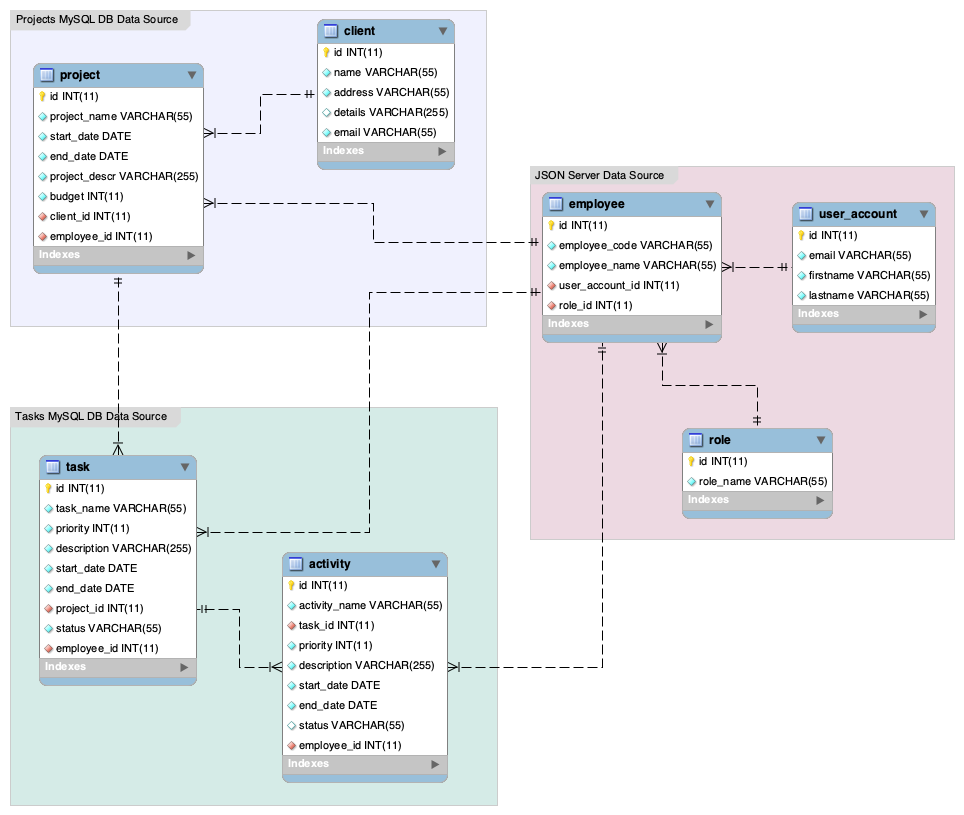 Projects MySQL DB Data Source
client
id INT(11)
name VARCHAR(55)
address VARCHAR(55)
details VARCHAR(255)
email VARCHAR(55)
Indexes
project
id INT(11)
project_name VARCHAR(55)
start_date DATE
end_date DATE
project_descr VARCHAR(255)
budget INT(11)
client_id INT(11)
employee_id INT(11)
Indexes
JSON Server Data Source
employee
id INT(11)
employee_code VARCHAR(55)
employee_name VARCHAR(55)
user_account_id INT(11)
role_id INT(11)
Indexes
user_account
id INT(11)
email VARCHAR(55)
firstname VARCHAR(55)
lastname VARCHAR(55)
Indexes
role
id INT(11)
role_name VARCHAR(55)
Indexes
Tasks MySQL DB Data Source
task
id INT(11)
task_name VARCHAR(55)
priority INT(11)
description VARCHAR(255)
start_date DATE
end_date DATE
project_id INT(11)
status VARCHAR(55)
employee_id INT(11)
Indexes
activity
id INT(11)
activity_name VARCHAR(55)
task_id INT(11)
priority INT(11)
description VARCHAR(255)
start_date DATE
end_date DATE
status VARCHAR(55)
employee_id INT(11)
Indexes